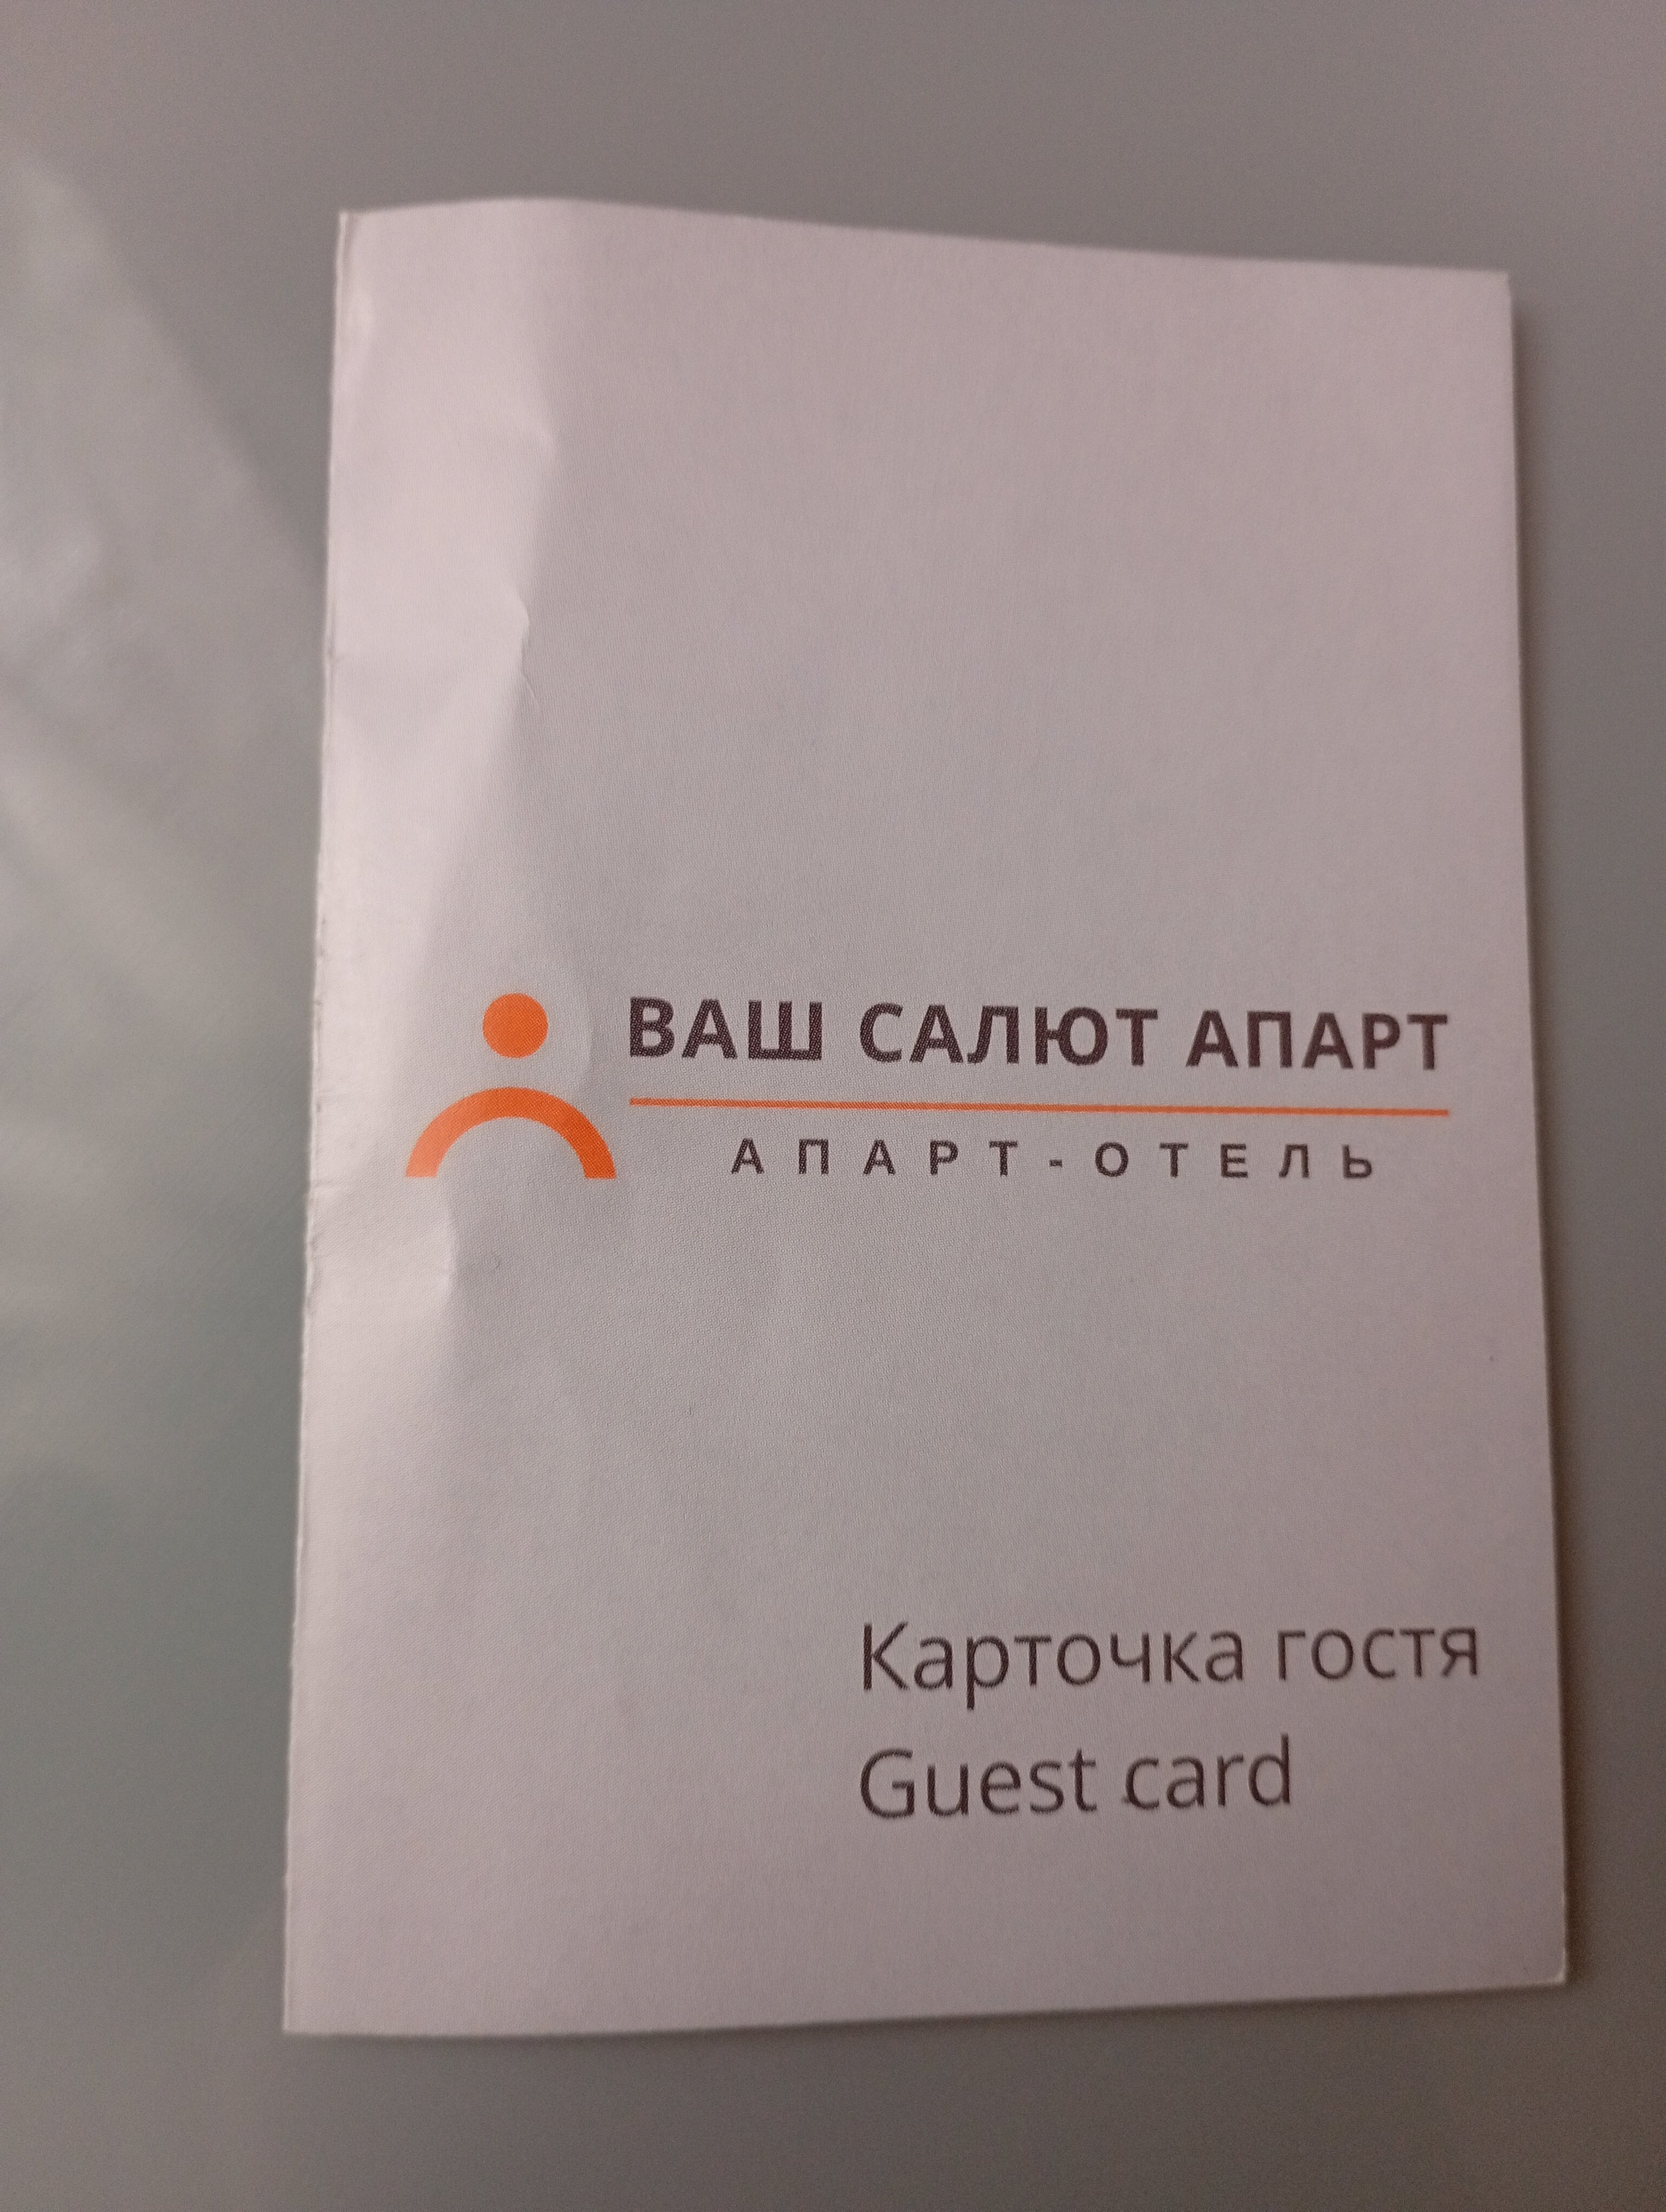 ВАШ САЛЮТ АПАРТ
АПАРТ-ОТЕЛЬ
Карточка гостя
Guest card